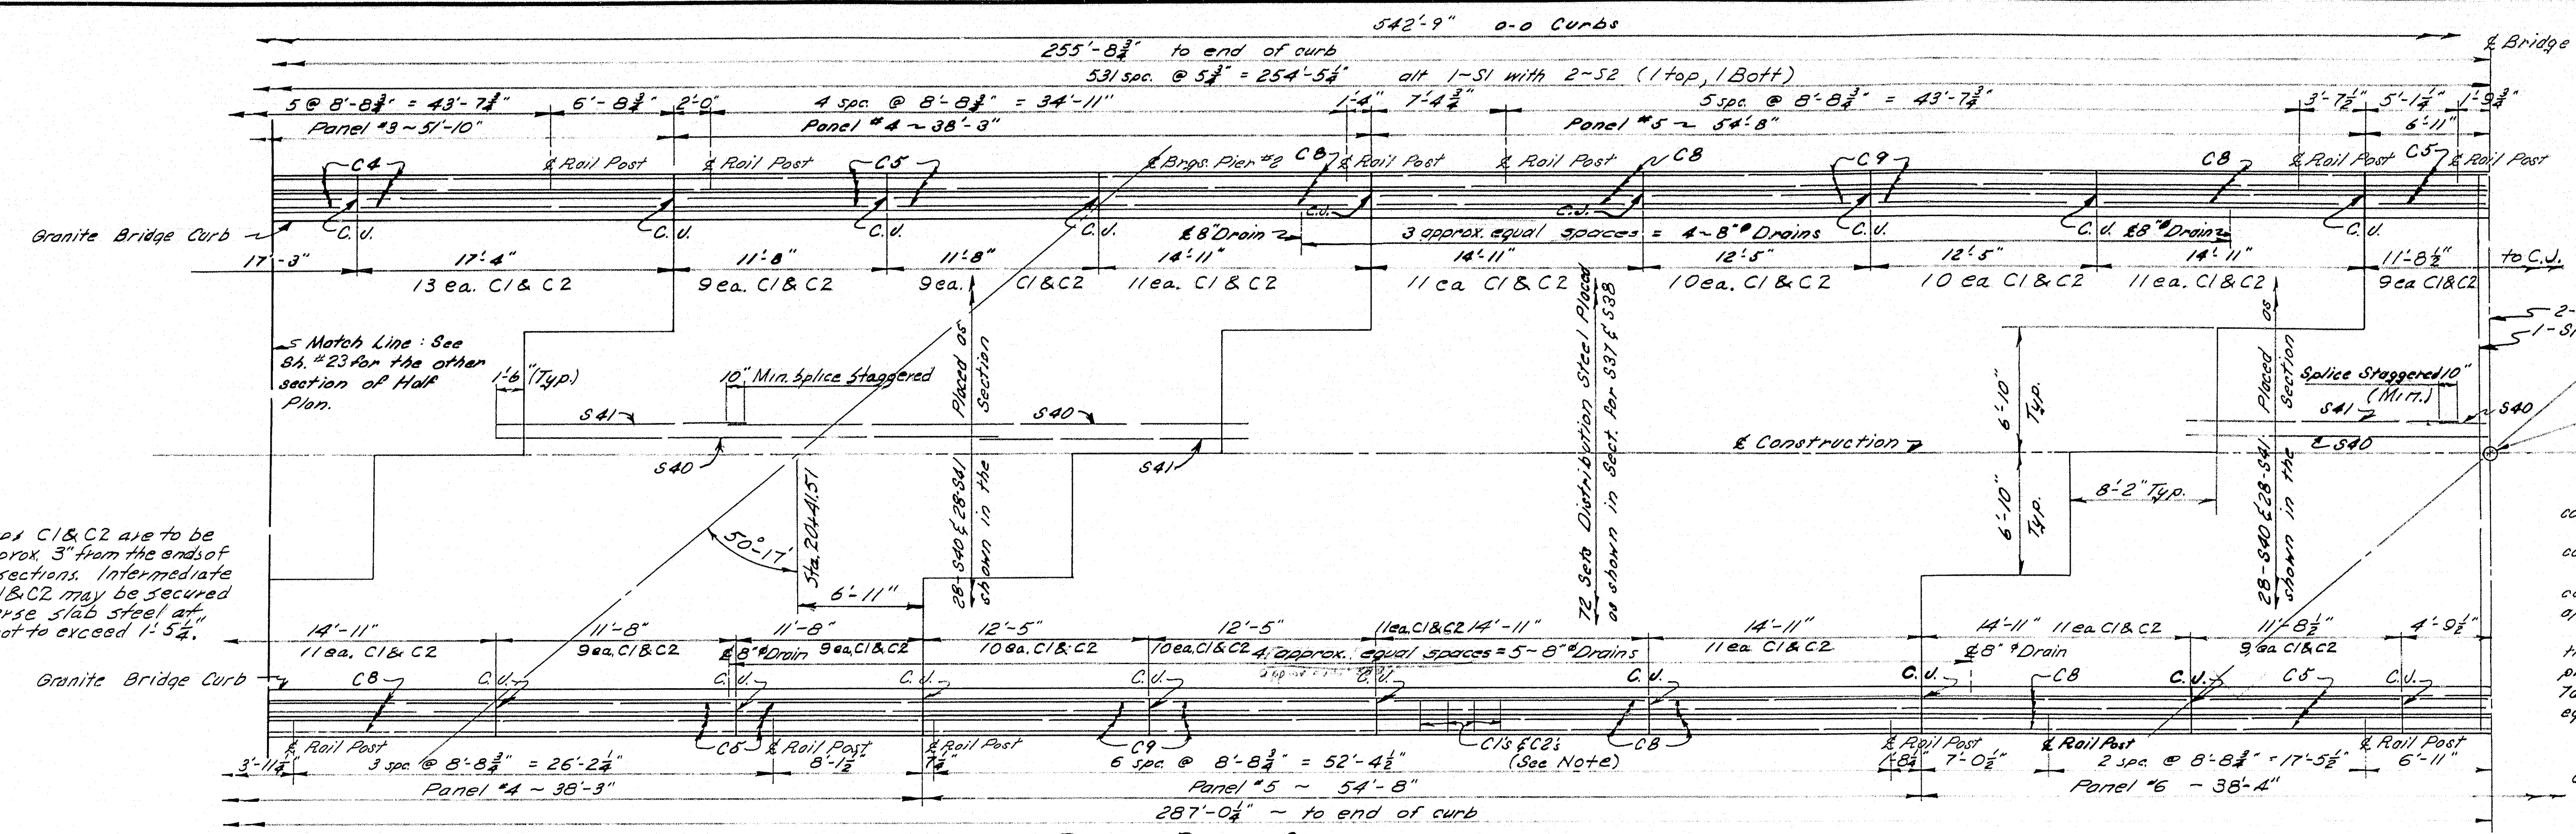 542'-9" o-o Curbs
℄ Bridge
255'-8¾" to end of curb
531 spc. @ 5¾" = 254'-5¼" alt 1~S1 with 2~S2 (1 top, 1 Bott)
5 @ 8'-8¾" = 43'-7¾" 6'-8¾" 2'-0" 4 spc. @ 8'-8¾" = 34'-11" 1'-4" 7'-4¾" 5 spc. @ 8'-8¾" = 43'-7¾" 3'-7½" 5'-1¼" 1'-9¾"
Panel #3 ~ 51'-10" Panel #4 ~ 38'-3" Panel #5 ~ 54'-8" 6'-11"
C4 ℄ Rail Post ℄ Rail Post C5 ℄ Brgs. Pier #2 C8 ℄ Rail Post ℄ Rail Post C8 C9 C8 ℄ Rail Post C5 ℄ Rail Post
C.J. C.J.
Granite Bridge Curb C.J. C.J. C.J. C.J. ℄ 8" Drain 3 approx. equal spaces = 4~8"ø Drains C.J. C.J. ℄ 8"ø Drain C.J.
17'-3" 17'-4" 11'-8" 11'-8" 14'-11" 14'-11" 12'-5" 12'-5" 14'-11" 11'-8½" to C.J.
13 ea. C1 & C2 9 ea. C1 & C2 9 ea. C1 & C2 11 ea. C1 & C2 11 ea C1 & C2 10 ea. C1 & C2 10 ea C1 & C2 11 ea. C1 & C2 9 ea C1 & C2
2-
1-S1
Match Line: See
Sh. #23 for the other
section of Half
Plan.
1'-6 (Typ.)
10" Min. Splice Staggered
S41
S40
S40
S41
28-S40 & 28-S41 Placed as
shown in the Section
72 Sets Distribution Steel Placed
as shown in Sect. for S37 & S38
6'-10" Typ.
6'-10" Typ.
8'-2" Typ.
℄ Construction
28-S40 & 28-S41 Placed as
shown in the Section
Splice Staggered 10"
(Min.)
S41
S40
S40
50°-17'
Sta. 20+41.51
6'-11"
C1 & C2 are to be
prox. 3" from the ends of
sections. Intermediate
1 & C2 may be secured
erse slab steel at
not to exceed 1'-5¼".
14'-11" 11'-8" 11'-8" 12'-5" 12'-5" 11 ea C1 & C2 14'-11" 14'-11" 14'-11" 11 ea C1 & C2 11'-8½" 4'-9½"
11 ea. C1 & C2 9 ea, C1 & C2 ℄ 8"ø Drain 9 ea, C1 & C2 10 ea. C1 & C2 10 ea, C1 & C2 4 approx. equal spaces = 5~8"ø Drains 11 ea C1 & C2 ℄ 8"ø Drain 9, ea C1 & C2
Granite Bridge Curb C8 C.J. C.J. C.J. C.J. C.J. C.J. C.J. C8 C.J. C5 C.J.
℄ Rail Post C5 ℄ Rail Post ℄ Rail Post C9 C1's & C2's C8 ℄ Rail Post ℄ Rail Post ℄ Rail Post
3'-11¼" 3 spc. @ 8'-8¾" = 26'-2¼" 8'-1½" 7¼" 6 spc. @ 8'-8¾" = 52'-4½" (See Note) 1'-8¼" 7'-0½" 2 spc. @ 8'-8¾" = 17'-5½" 6'-11"
Panel #4 ~ 38'-3" Panel #5 ~ 54'-8" Panel #6 - 38'-4"
287'-0¼" ~ to end of curb